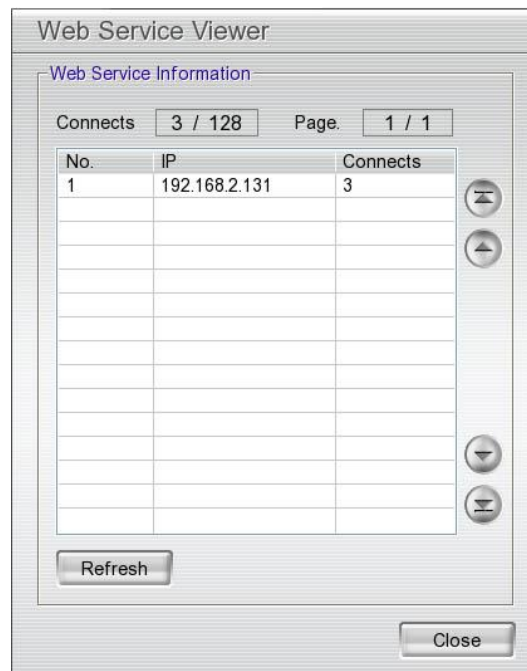 Web Service Viewer
Web Service Information
Connects 3 / 128 Page. 1 / 1
No. IP Connects
1 192.168.2.131 3
Refresh
Close